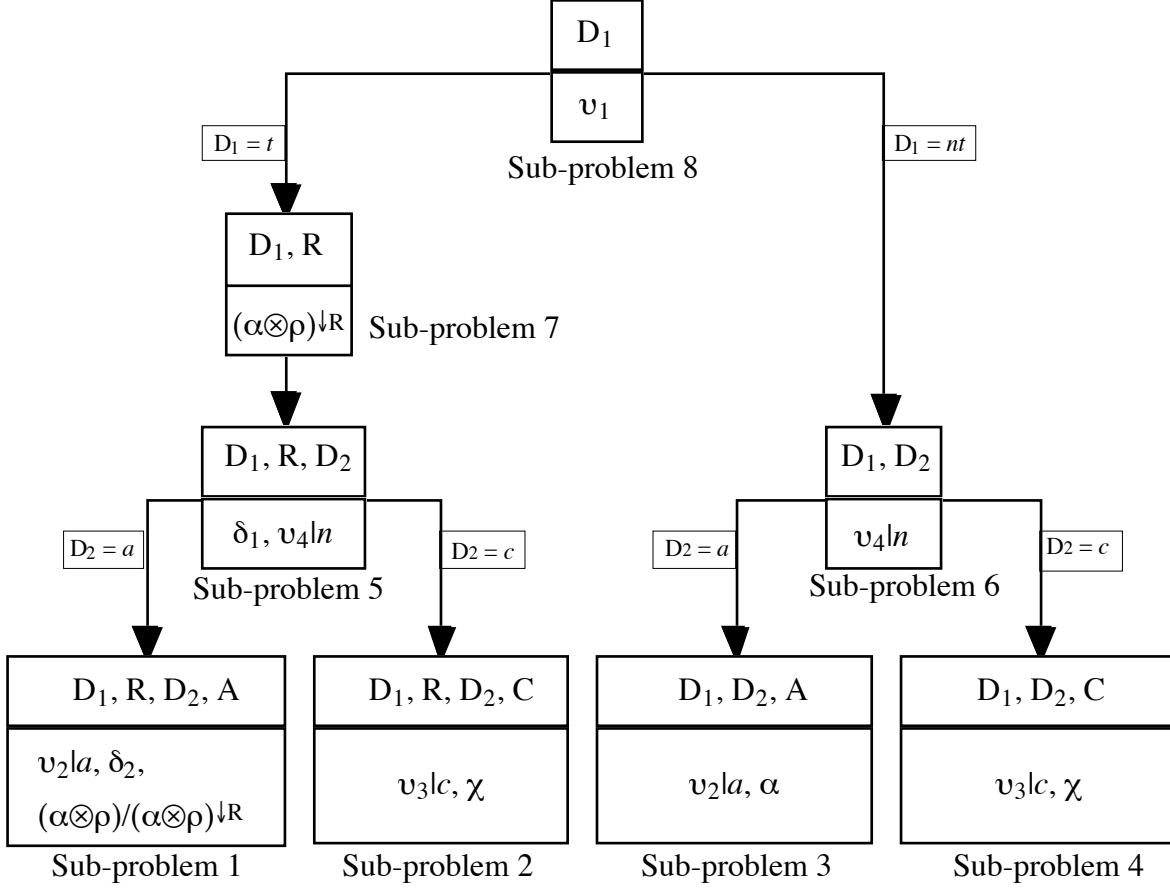 D₁
υ₁
D₁ = t
D₁ = nt
Sub-problem 8
D₁, R
(α⊗ρ)↓R
Sub-problem 7
D₁, R, D₂
D₁, D₂
δ₁, υ₄|n
υ₄|n
D₂ = a
D₂ = c
D₂ = a
D₂ = c
Sub-problem 5
Sub-problem 6
D₁, R, D₂, A
D₁, R, D₂, C
D₁, D₂, A
D₁, D₂, C
υ₂|a, δ₂,
(α⊗ρ)/(α⊗ρ)↓R
υ₃|c, χ
υ₂|a, α
υ₃|c, χ
Sub-problem 1
Sub-problem 2
Sub-problem 3
Sub-problem 4